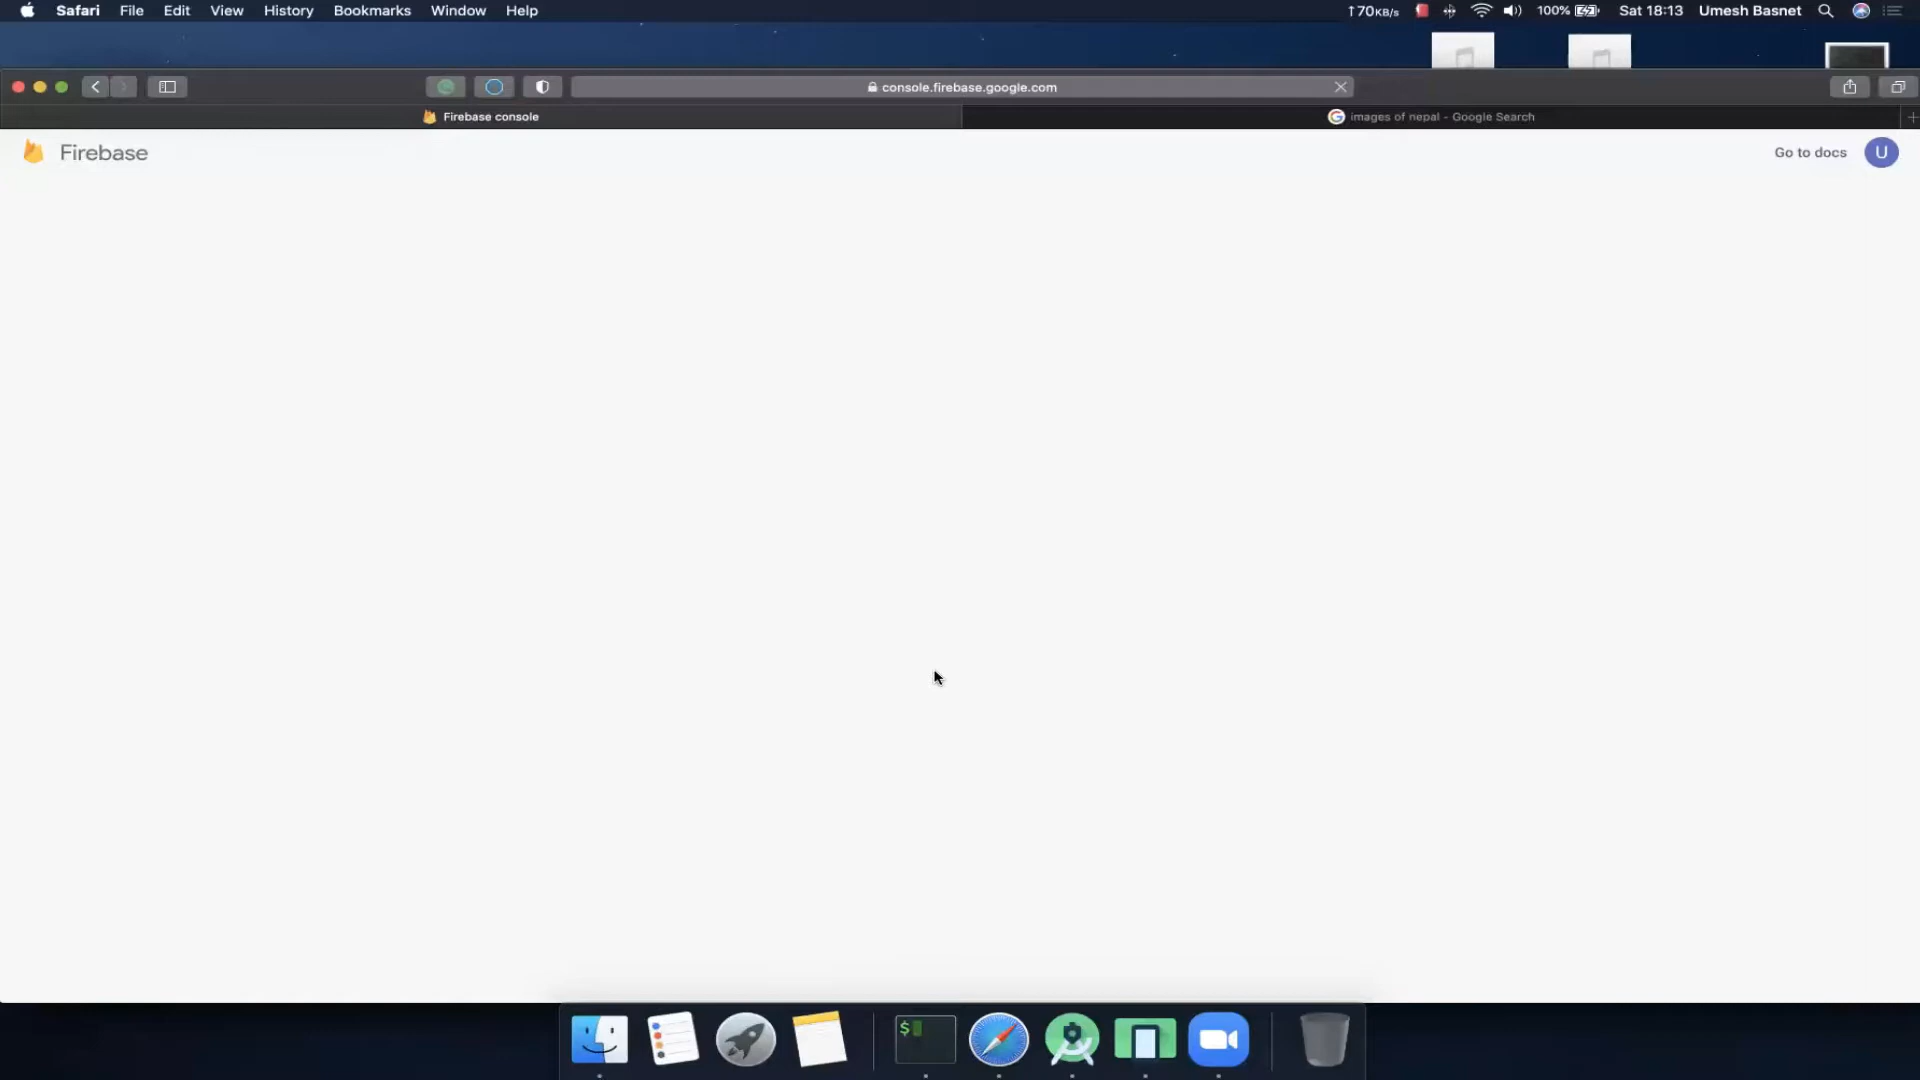 Safari File Edit View History Bookmarks Window Help
↑70KB/s 100% Sat 18:13 Umesh Basnet
console.firebase.google.com
Firebase console
images of nepal - Google Search
Firebase
Go to docs U
$